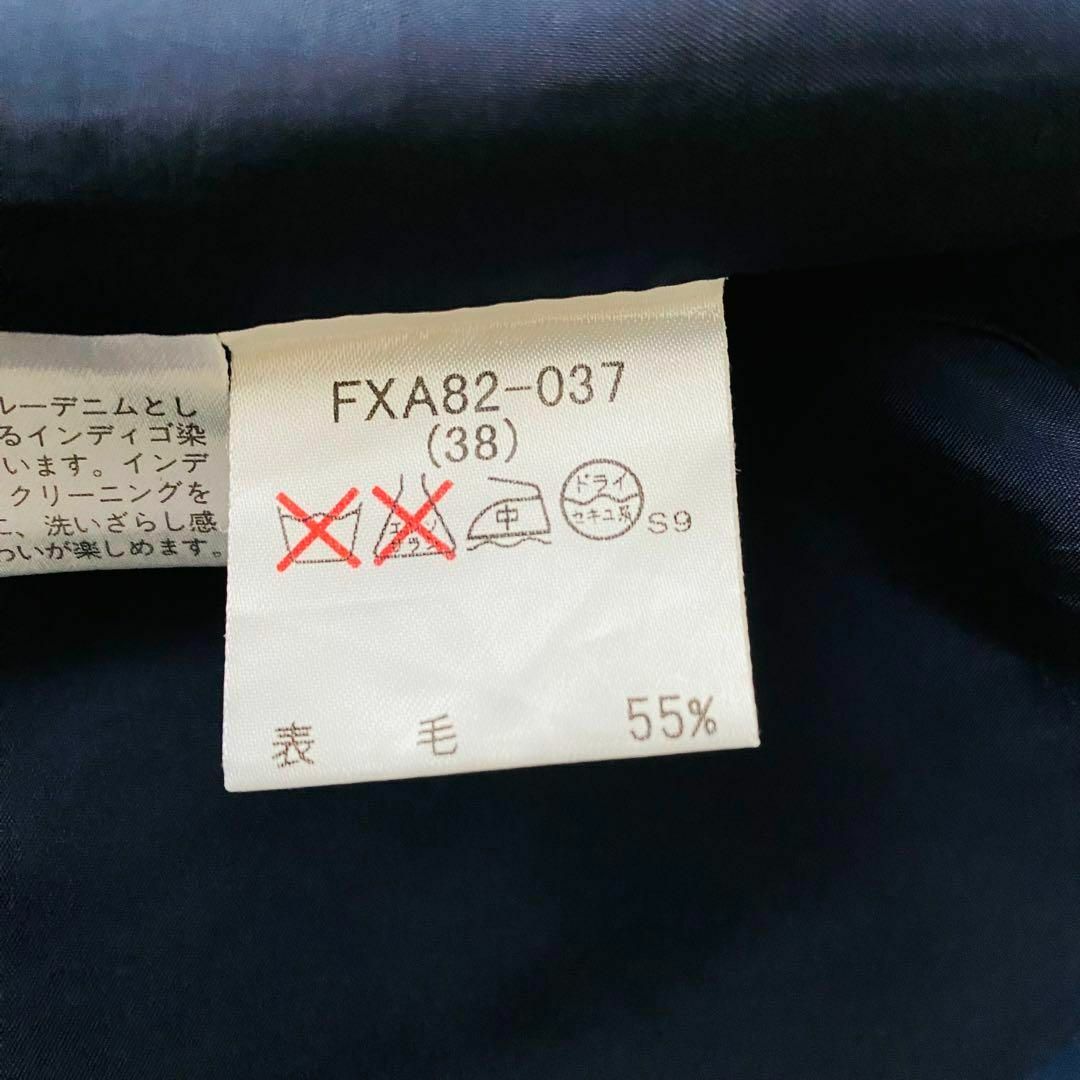 ルーデニムとし
るインディゴ染
います。インデ
クリーニングを
に、洗いざらし感
わいが楽しめます。
FXA82-037
(38)
エンソ
サラシ
中
ドライ
セキユ系
S9
表 毛 55%